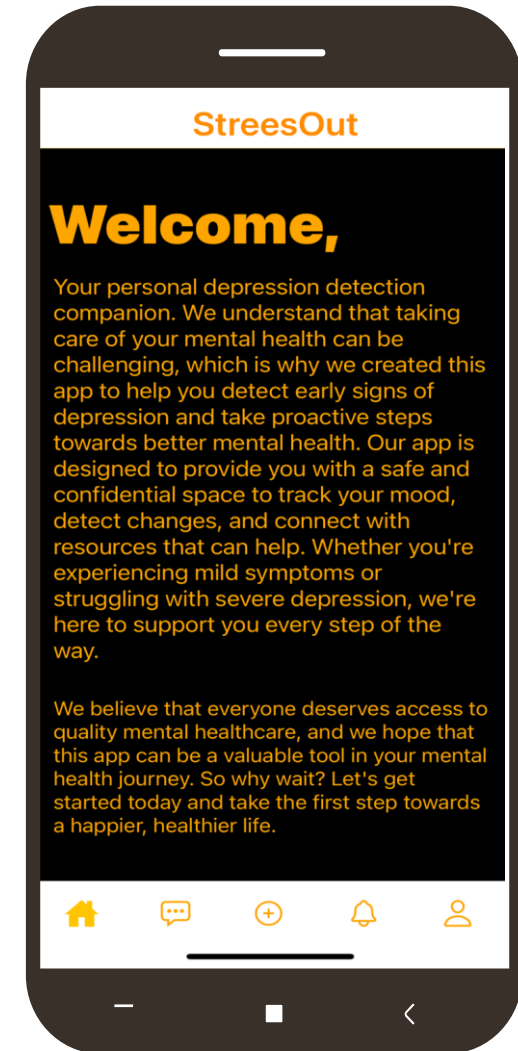 StreesOut
Welcome,
Your personal depression detection
companion. We understand that taking
care of your mental health can be
challenging, which is why we created this
app to help you detect early signs of
depression and take proactive steps
towards better mental health. Our app is
designed to provide you with a safe and
confidential space to track your mood,
detect changes, and connect with
resources that can help. Whether you're
experiencing mild symptoms or
struggling with severe depression, we're
here to support you every step of the
way.
We believe that everyone deserves access to
quality mental healthcare, and we hope that
this app can be a valuable tool in your mental
health journey. So why wait? Let's get
started today and take the first step towards
a happier, healthier life.